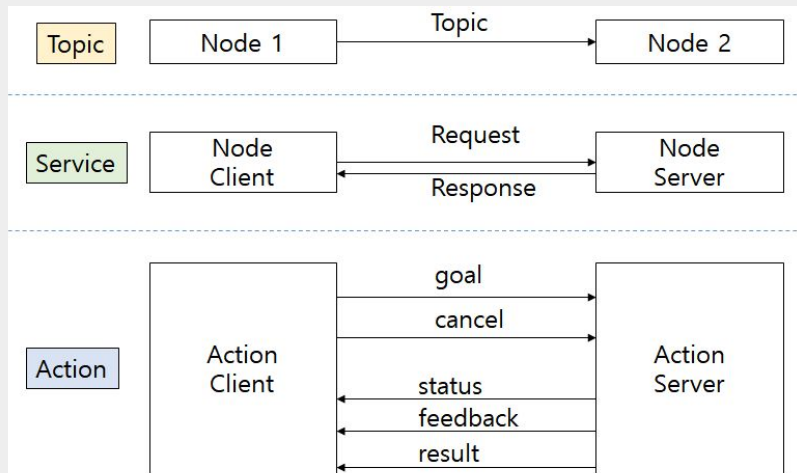 Topic
Node 1
Topic
Node 2
Service
Node
Client
Request
Response
Node
Server
Action
Action
Client
goal
cancel
status
feedback
result
Action
Server